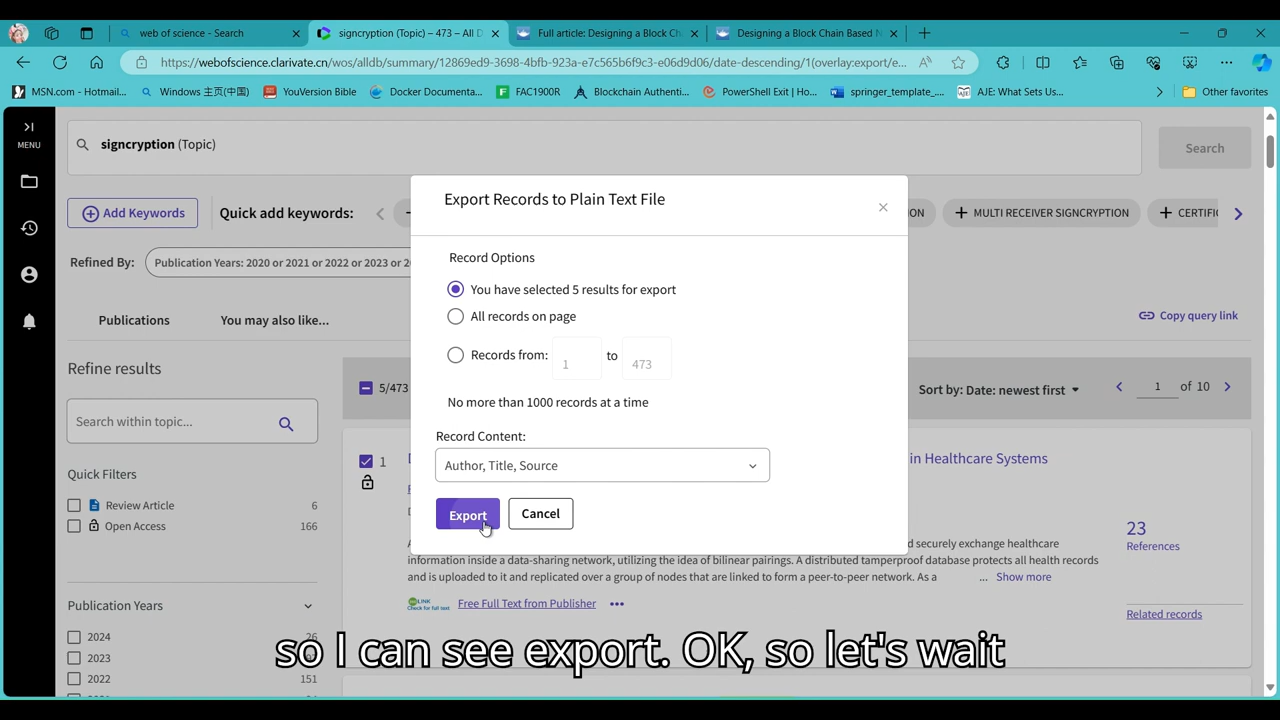 web of science - Search
signcryption (Topic) – 473 – All D
Full article: Designing a Block Ch
Designing a Block Chain Based N
https://webofscience.clarivate.cn/wos/alldb/summary/12869ed9-3698-4bfb-923a-e7c565b6f9c3-e06d9d06/date-descending/1(overlay:export/e...
MSN.com - Hotmail...
Windows 主页(中国)
YouVersion Bible
Docker Documenta...
FAC1900R
Blockchain Authenti...
PowerShell Exit | Ho...
springer_template_...
AJE: What Sets Us...
Other favorites
MENU
signcryption (Topic)
Search
Add Keywords
Quick add keywords:
ION
MULTI RECEIVER SIGNCRYPTION
CERTIFIC
Refined By:
Publication Years: 2020 or 2021 or 2022 or 2023 or 20
Publications
You may also like...
Copy query link
Refine results
Search within topic...
5/473
Sort by: Date: newest first
1 of 10
Quick Filters
Review Article 6
Open Access 166
Publication Years
2024 26
2023
2022 151
Export Records to Plain Text File
Record Options
You have selected 5 results for export
All records on page
Records from: 1 to 473
No more than 1000 records at a time
Record Content:
Author, Title, Source
Export
Cancel
1
in Healthcare Systems
d securely exchange healthcare
information inside a data-sharing network, utilizing the idea of bilinear pairings. A distributed tamperproof database protects all health records
and is uploaded to it and replicated over a group of nodes that are linked to form a peer-to-peer network. As a ... Show more
LINK
Check for full text
Free Full Text from Publisher
23
References
Related records
so I can see export. OK, so let's wait